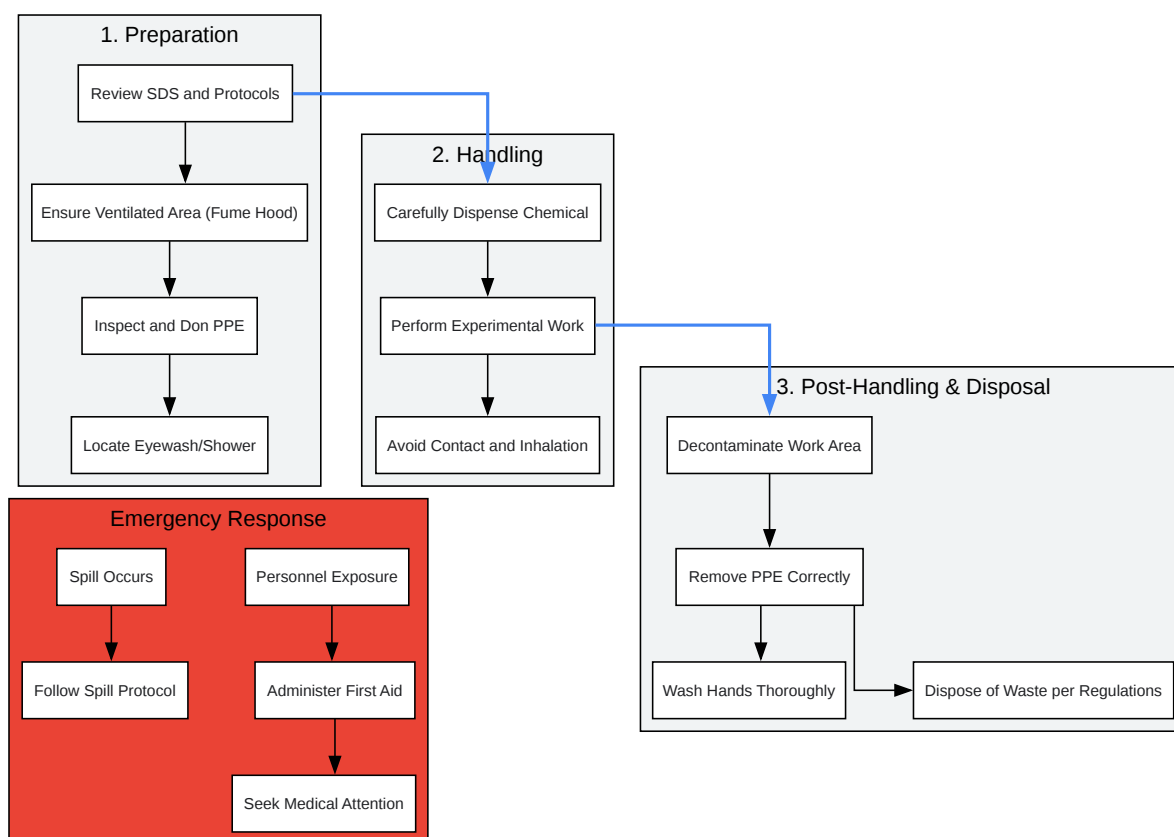 1. Preparation
Review SDS and Protocols
Ensure Ventilated Area (Fume Hood)
Inspect and Don PPE
Locate Eyewash/Shower
2. Handling
Carefully Dispense Chemical
Perform Experimental Work
Avoid Contact and Inhalation
3. Post-Handling & Disposal
Decontaminate Work Area
Remove PPE Correctly
Wash Hands Thoroughly
Dispose of Waste per Regulations
Emergency Response
Spill Occurs
Follow Spill Protocol
Personnel Exposure
Administer First Aid
Seek Medical Attention